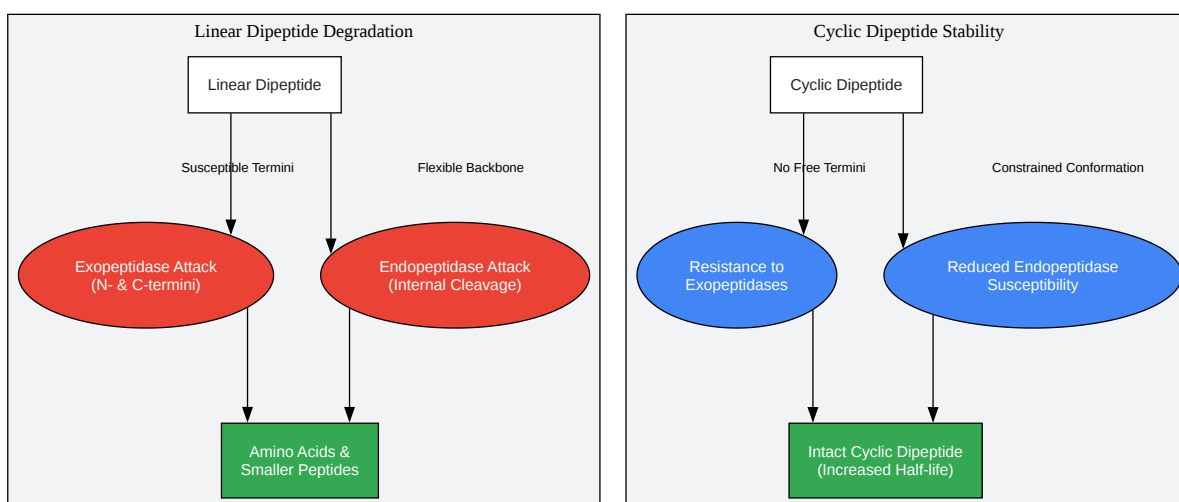 Linear Dipeptide Degradation
Linear Dipeptide
Susceptible Termini
Flexible Backbone
Exopeptidase Attack
(N- & C-termini)
Endopeptidase Attack
(Internal Cleavage)
Amino Acids &
Smaller Peptides
Cyclic Dipeptide Stability
Cyclic Dipeptide
No Free Termini
Constrained Conformation
Resistance to
Exopeptidases
Reduced Endopeptidase
Susceptibility
Intact Cyclic Dipeptide
(Increased Half-life)